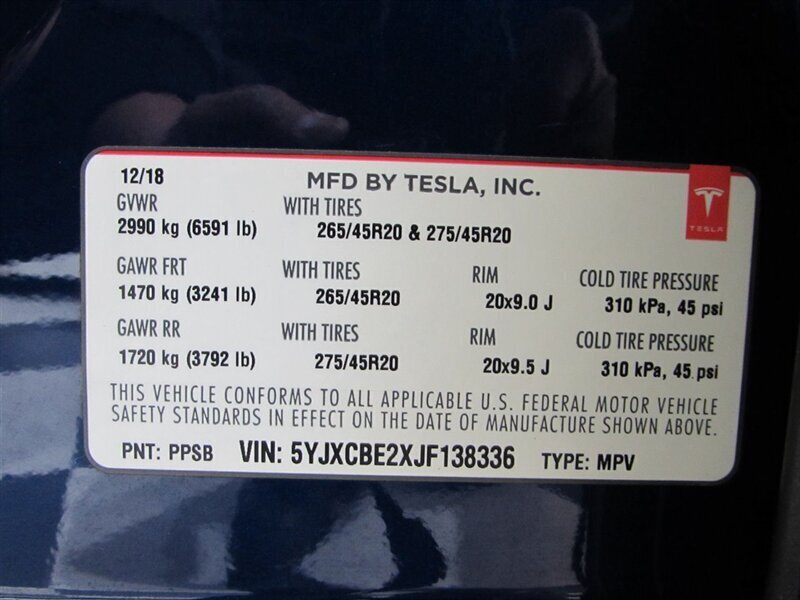 12/18 MFD BY TESLA, INC.
TESLA
GVWR WITH TIRES
2990 kg (6591 lb) 265/45R20 & 275/45R20
GAWR FRT WITH TIRES RIM COLD TIRE PRESSURE
1470 kg (3241 lb) 265/45R20 20x9.0 J 310 kPa, 45 psi
GAWR RR WITH TIRES RIM COLD TIRE PRESSURE
1720 kg (3792 lb) 275/45R20 20x9.5 J 310 kPa, 45 psi
THIS VEHICLE CONFORMS TO ALL APPLICABLE U.S. FEDERAL MOTOR VEHICLE
SAFETY STANDARDS IN EFFECT ON THE DATE OF MANUFACTURE SHOWN ABOVE.
PNT: PPSB VIN: 5YJXCBE2XJF138336 TYPE: MPV